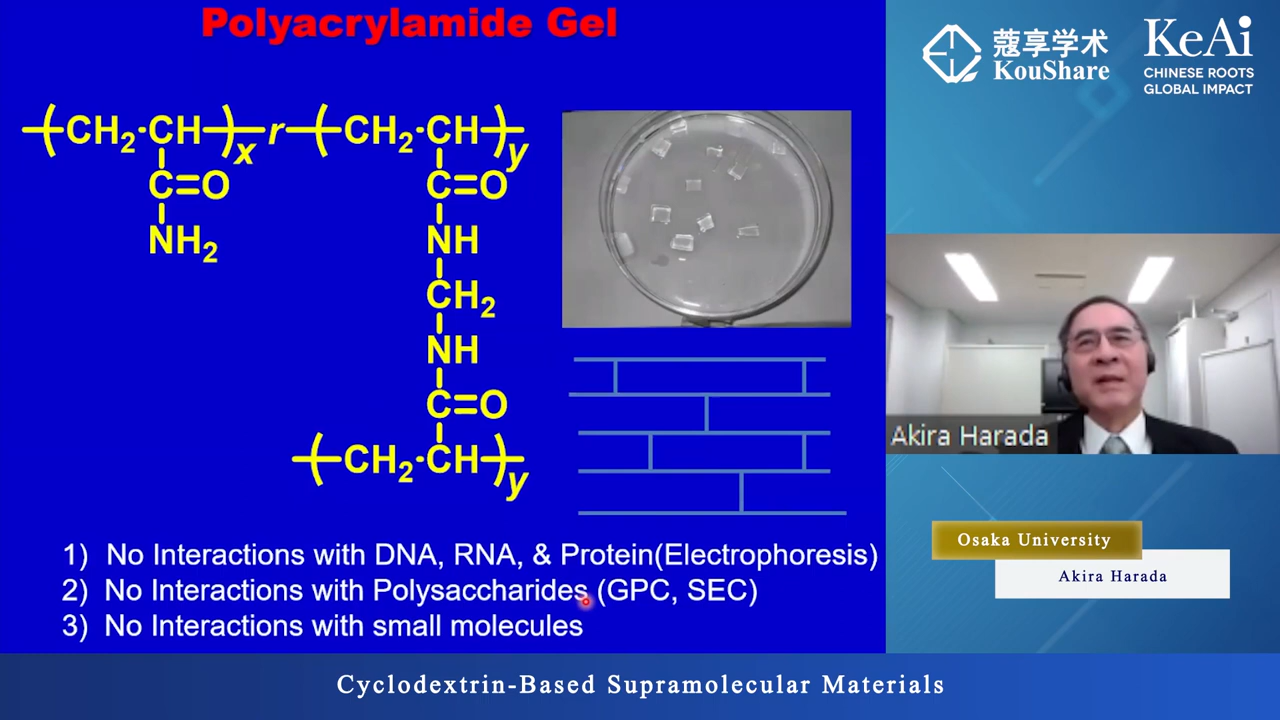 Polyacrylamide Gel
蔻享学术
KouShare
KeAi
CHINESE ROOTS
GLOBAL IMPACT
(CH₂·CH)x r (CH₂·CH)y
C=O C=O
NH₂ NH
CH₂
NH
C=O
(CH₂·CH)y
Akira Harada
Osaka University
Akira Harada
1) No Interactions with DNA, RNA, & Protein(Electrophoresis)
2) No Interactions with Polysaccharides (GPC, SEC)
3) No Interactions with small molecules
Cyclodextrin-Based Supramolecular Materials